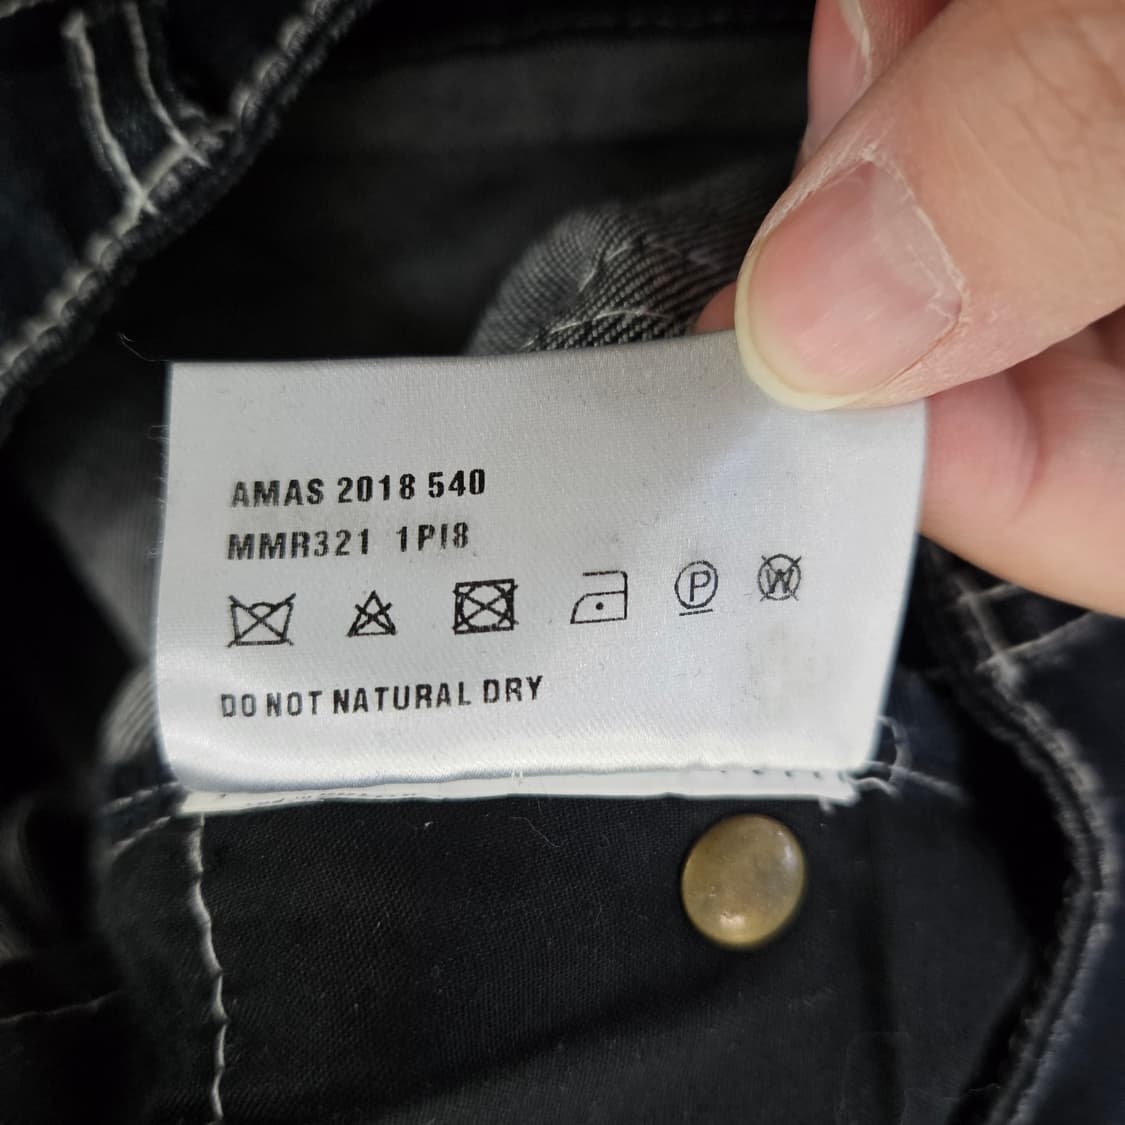 AMAS 2018 540
MMR321 1PI8
P W
DO NOT NATURAL DRY